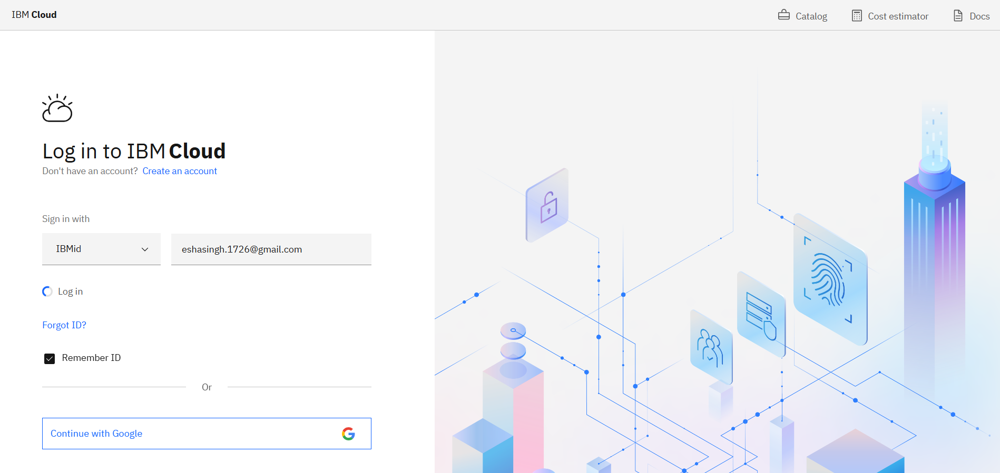 IBM Cloud
Catalog
Cost estimator
Docs
Log in to IBM Cloud
Don't have an account? Create an account
Sign in with
IBMid
eshasingh.1726@gmail.com
Log in
Forgot ID?
Remember ID
Or
Continue with Google